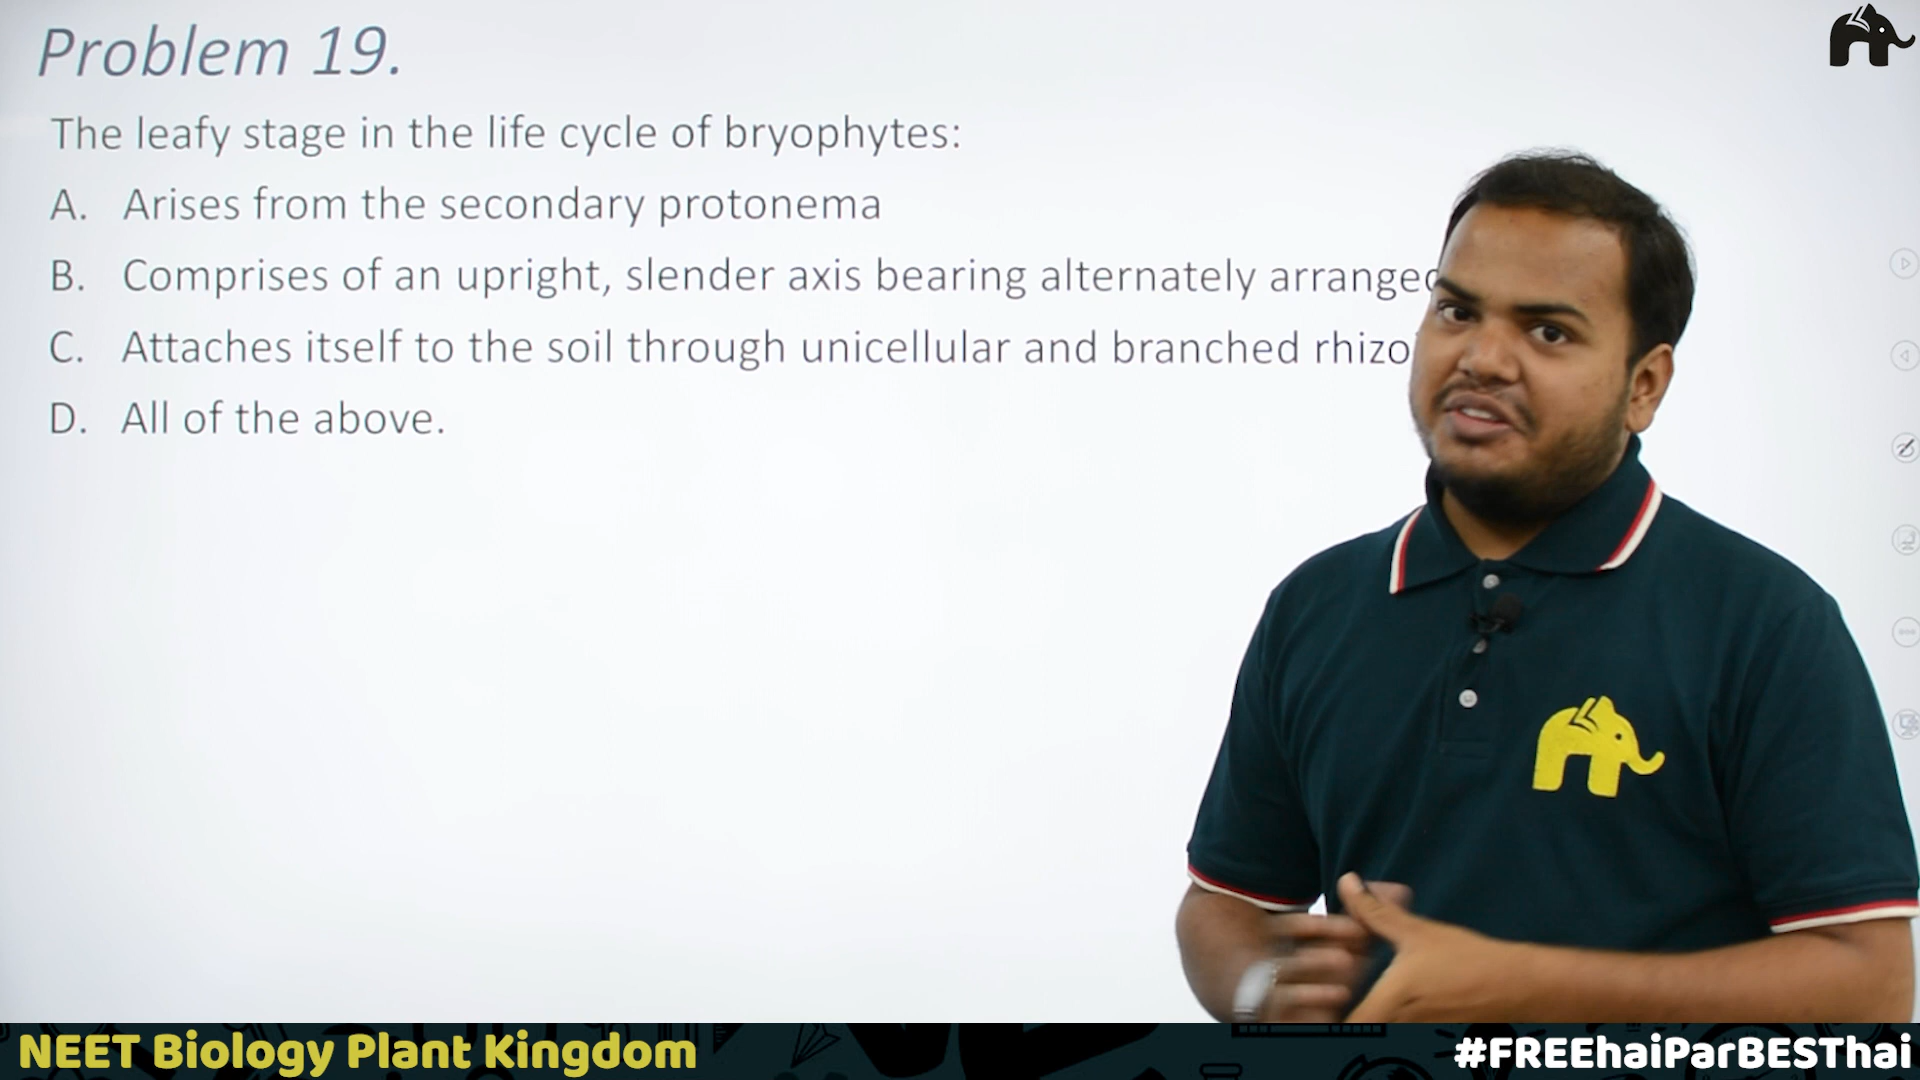 Problem 19.
The leafy stage in the life cycle of bryophytes:
A. Arises from the secondary protonema
B. Comprises of an upright, slender axis bearing alternately
C. Attaches itself to the soil through unicellular and branched
D. All of the above.
NEET Biology Plant Kingdom
#FREEhaiParBESThai